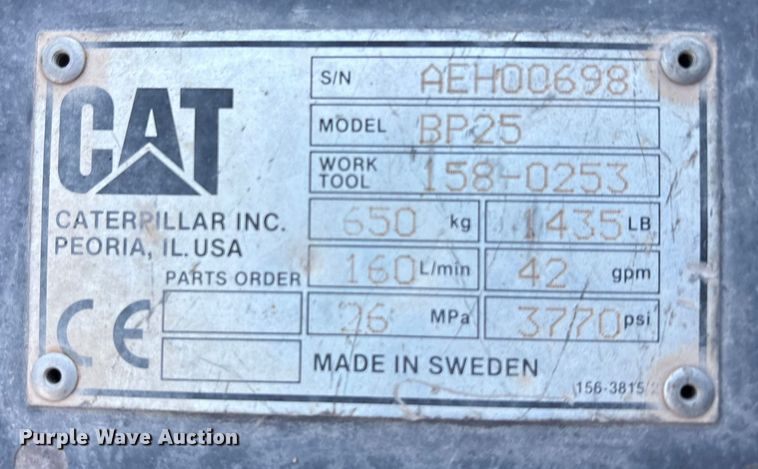 CAT
CATERPILLAR INC.
PEORIA, IL. USA
S/N AEH00698
MODEL BP25
WORK TOOL 158-0253
650 kg 1435 LB
PARTS ORDER
160 L/min 42 gpm
26 MPa 3770 psi
CE
MADE IN SWEDEN
156-3815
Purple Wave Auction